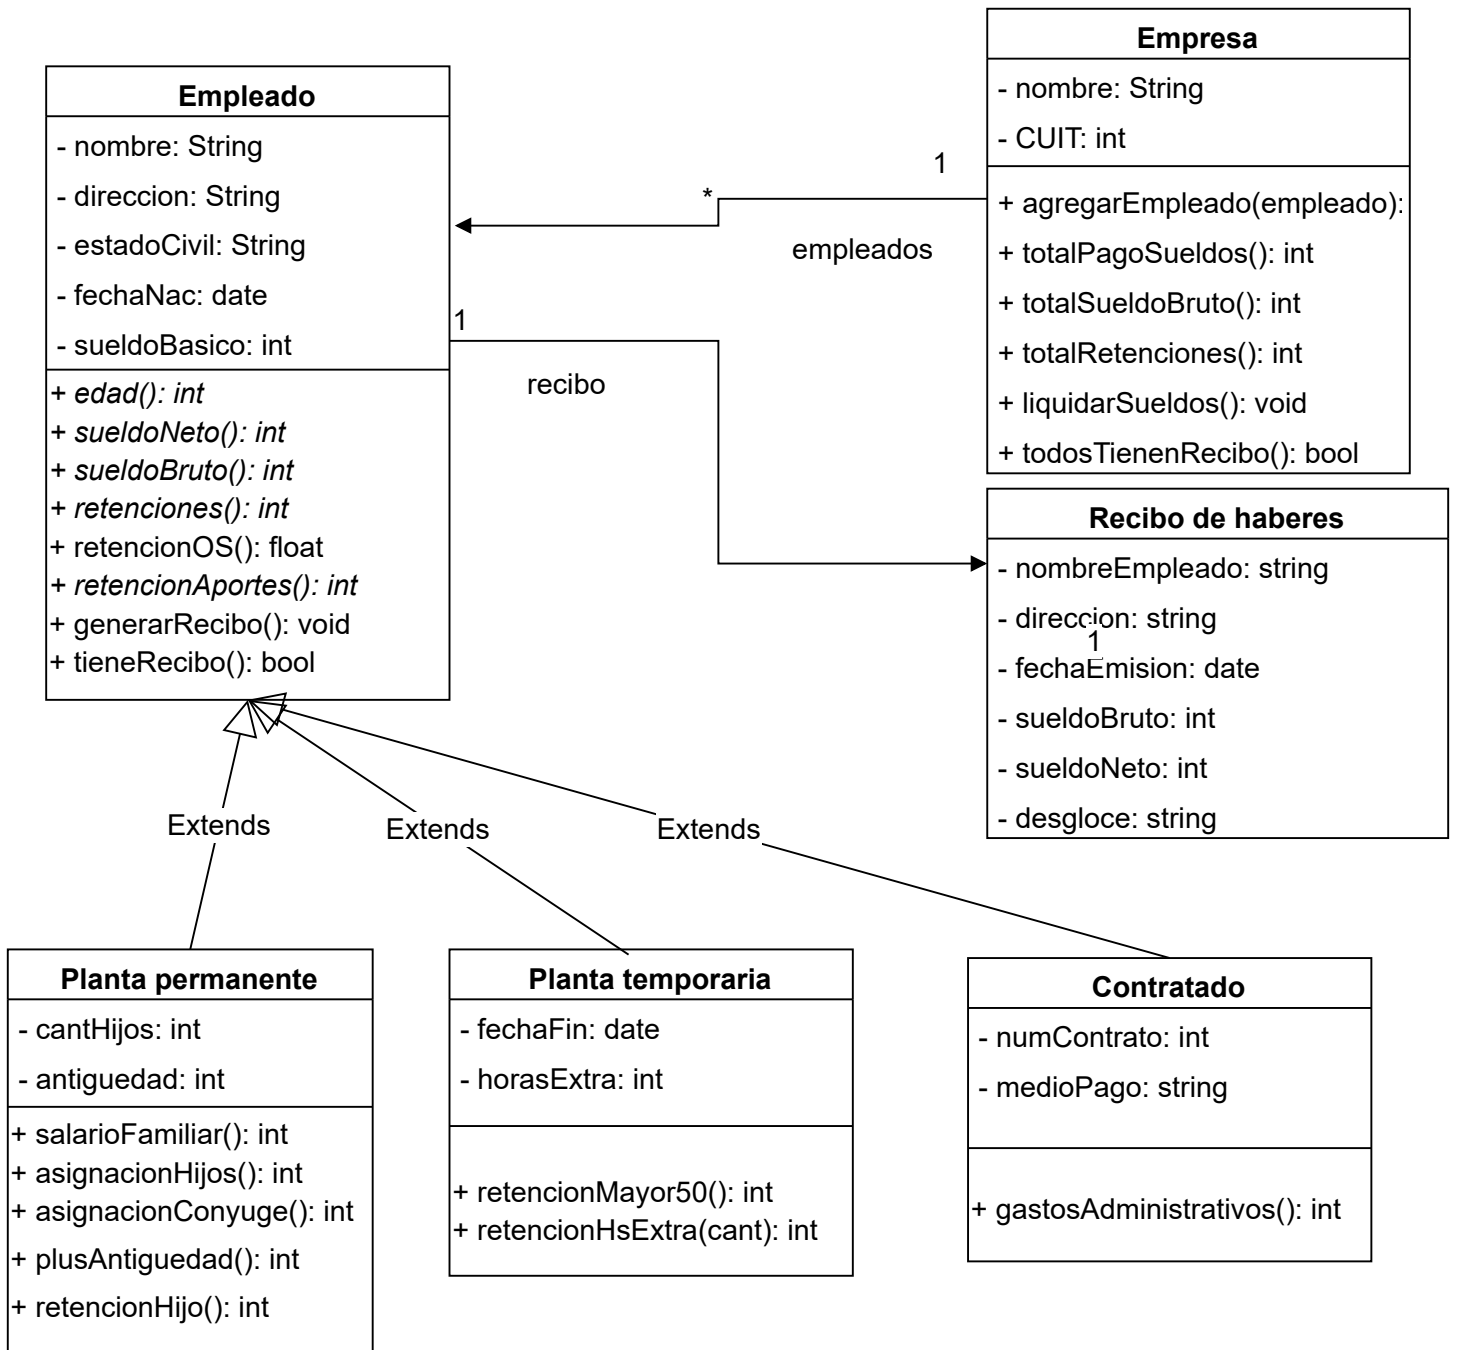 Empresa
- nombre: String
- CUIT: int
+ agregarEmpleado(empleado):
+ totalPagoSueldos(): int
+ totalSueldoBruto(): int
+ totalRetenciones(): int
+ liquidarSueldos(): void
+ todosTienenRecibo(): bool
Empleado
- nombre: String
- direccion: String
- estadoCivil: String
- fechaNac: date
- sueldoBasico: int
+ edad(): int
+ sueldoNeto(): int
+ sueldoBruto(): int
+ retenciones(): int
+ retencionOS(): float
+ retencionAportes(): int
+ generarRecibo(): void
+ tieneRecibo(): bool
1
*
empleados
1
recibo
Recibo de haberes
- nombreEmpleado: string
- direccion: string
1
- fechaEmision: date
- sueldoBruto: int
- sueldoNeto: int
- desgloce: string
Extends
Extends
Extends
Planta permanente
- cantHijos: int
- antiguedad: int
+ salarioFamiliar(): int
+ asignacionHijos(): int
+ asignacionConyuge(): int
+ plusAntiguedad(): int
+ retencionHijo(): int
Planta temporaria
- fechaFin: date
- horasExtra: int
+ retencionMayor50(): int
+ retencionHsExtra(cant): int
Contratado
- numContrato: int
- medioPago: string
+ gastosAdministrativos(): int